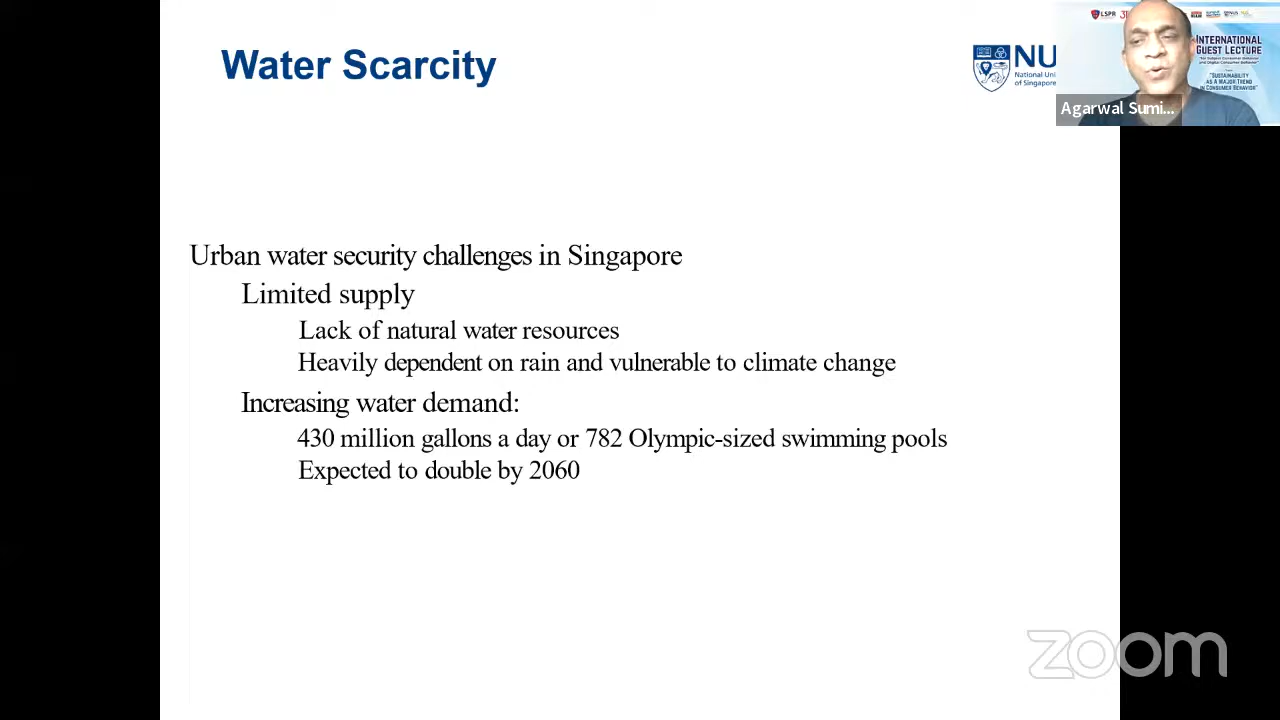 Water Scarcity
NU
National Uni
of Singapore
LSPR
INTERNATIONAL
GUEST LECTURE
"SUSTAINABILITY
AS A MAJOR TREND
IN CONSUMER BEHAVIOR"
Agarwal Sumi...
Urban water security challenges in Singapore
Limited supply
Lack of natural water resources
Heavily dependent on rain and vulnerable to climate change
Increasing water demand:
430 million gallons a day or 782 Olympic-sized swimming pools
Expected to double by 2060
zoom